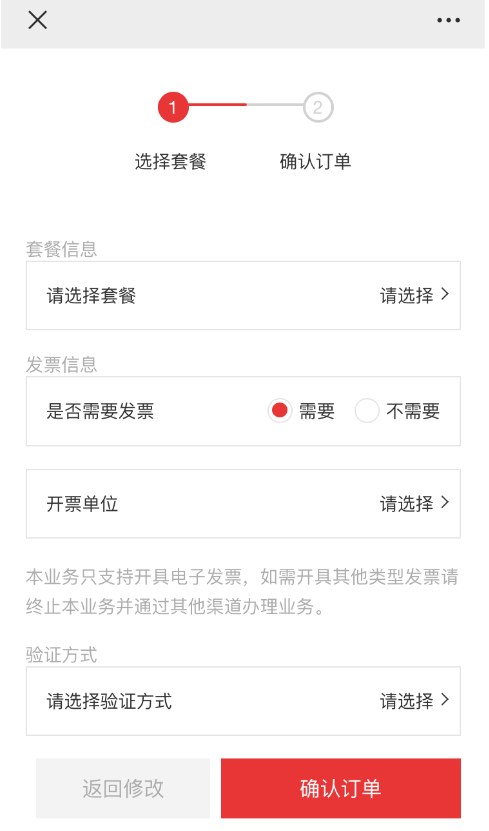 1 2
选择套餐 确认订单
套餐信息
请选择套餐 请选择
发票信息
是否需要发票 需要 不需要
开票单位 请选择
本业务只支持开具电子发票，如需开具其他类型发票请
终止本业务并通过其他渠道办理业务。
验证方式
请选择验证方式 请选择
返回修改 确认订单